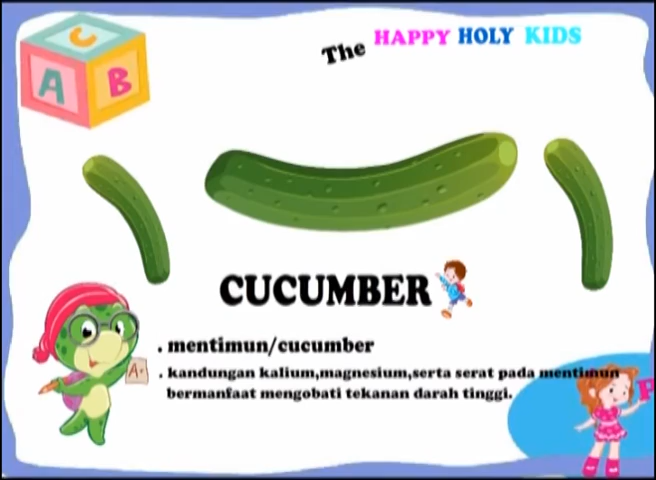 The HAPPY HOLY KIDS
C
A B
CUCUMBER
. mentimun/cucumber
A+
. kandungan kalium,magnesium,serta serat pada mentimun
bermanfaat mengobati tekanan darah tinggi.